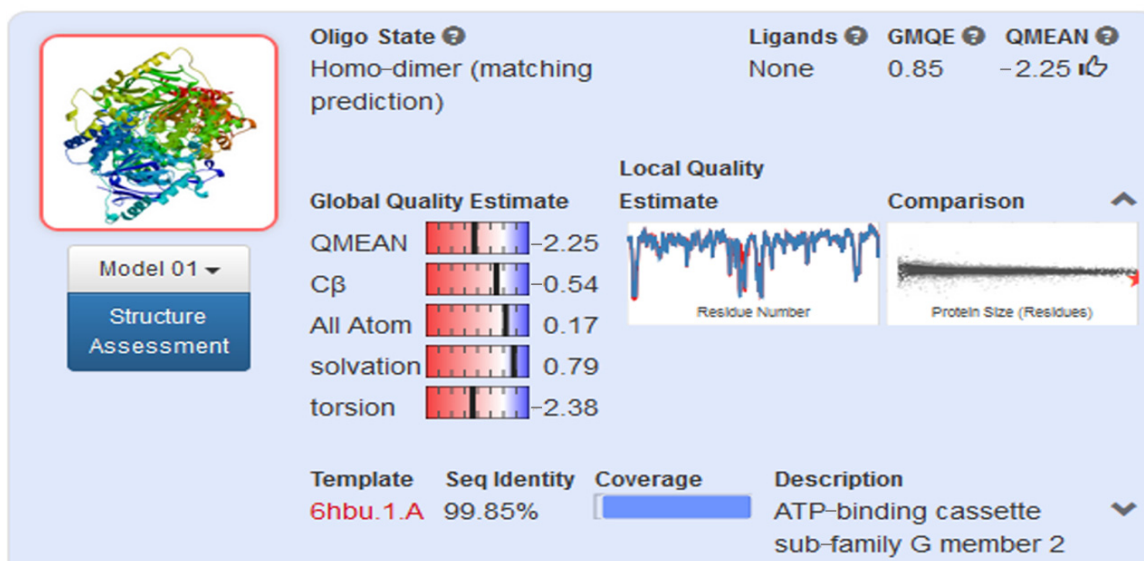 Oligo State ?
Homo-dimer (matching
prediction)
Ligands ? GMQE ? QMEAN ?
None 0.85 -2.25
Model 01
Structure
Assessment
Global Quality Estimate
QMEAN -2.25
Cβ -0.54
All Atom 0.17
solvation 0.79
torsion -2.38
Local Quality
Estimate
Residue Number
Comparison
Protein Size (Residues)
Template Seq Identity Coverage
6hbu.1.A 99.85%
Description
ATP-binding cassette
sub-family G member 2